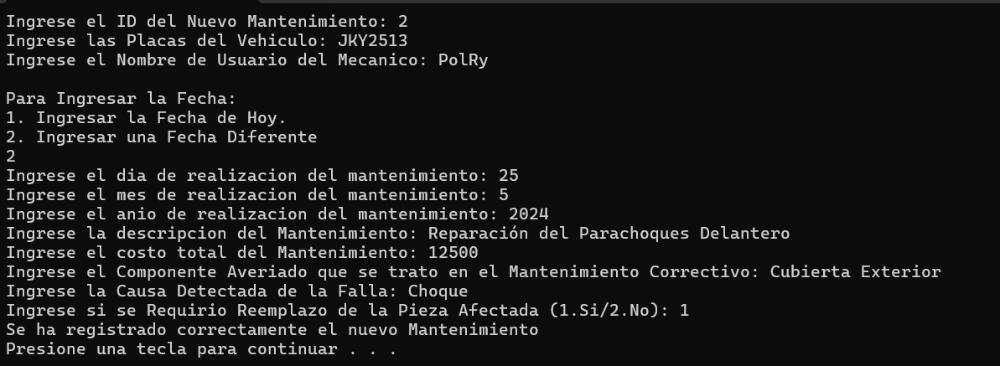 Ingrese el ID del Nuevo Mantenimiento: 2
Ingrese las Placas del Vehiculo: JKY2513
Ingrese el Nombre de Usuario del Mecanico: PolRy
Para Ingresar la Fecha:
1. Ingresar la Fecha de Hoy.
2. Ingresar una Fecha Diferente
2
Ingrese el dia de realizacion del mantenimiento: 25
Ingrese el mes de realizacion del mantenimiento: 5
Ingrese el anio de realizacion del mantenimiento: 2024
Ingrese la descripcion del Mantenimiento: Reparación del Parachoques Delantero
Ingrese el costo total del Mantenimiento: 12500
Ingrese el Componente Averiado que se trato en el Mantenimiento Correctivo: Cubierta Exterior
Ingrese la Causa Detectada de la Falla: Choque
Ingrese si se Requirio Reemplazo de la Pieza Afectada (1.Si/2.No): 1
Se ha registrado correctamente el nuevo Mantenimiento
Presione una tecla para continuar . . .